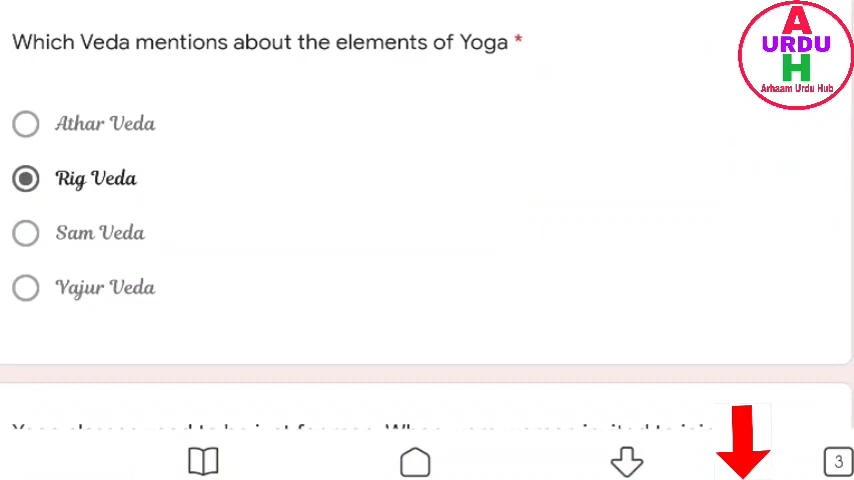 Which Veda mentions about the elements of Yoga *
A
URDU
H
Arhaam Urdu Hub
Athar Veda
Rig Veda
Sam Veda
Yajur Veda
3